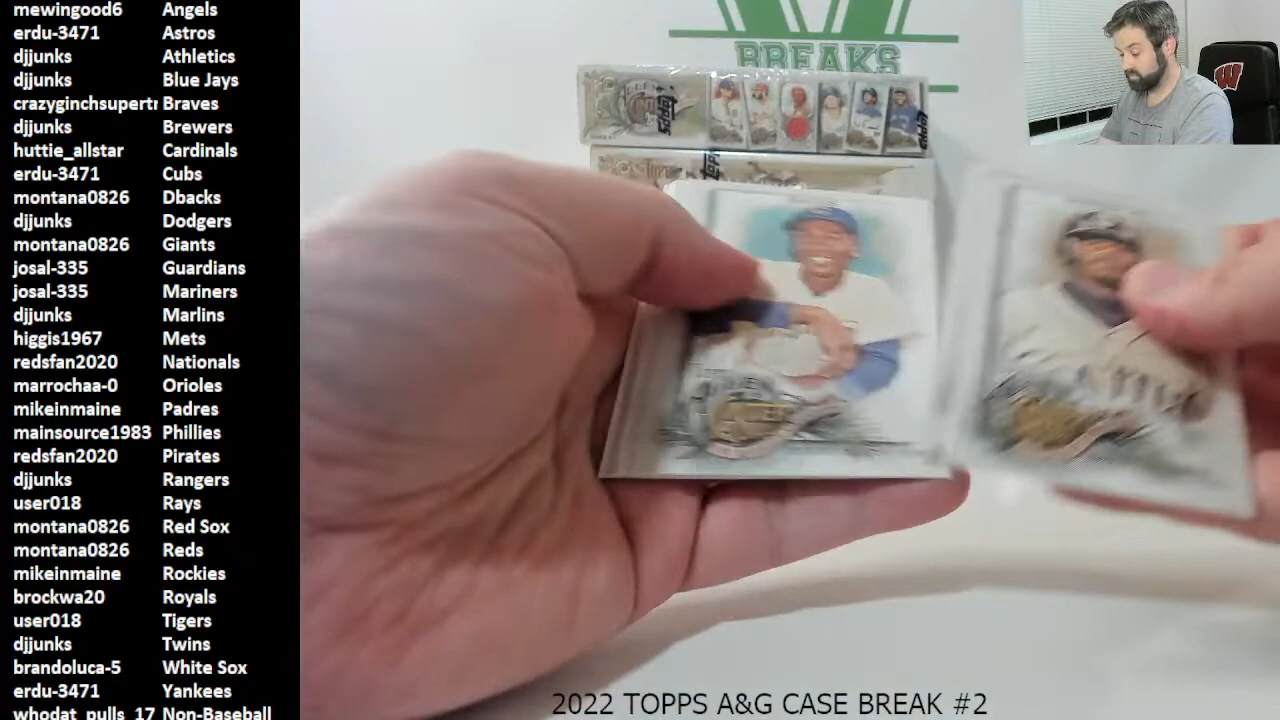 mewingood6 Angels
erdu-3471 Astros
djjunks Athletics
djjunks Blue Jays
crazyginchsupertr Braves
djjunks Brewers
huttie_allstar Cardinals
erdu-3471 Cubs
montana0826 Dbacks
djjunks Dodgers
montana0826 Giants
josal-335 Guardians
josal-335 Mariners
djjunks Marlins
higgis1967 Mets
redsfan2020 Nationals
marrochaa-0 Orioles
mikeinmaine Padres
mainsource1983 Phillies
redsfan2020 Pirates
djjunks Rangers
user018 Rays
montana0826 Red Sox
montana0826 Reds
mikeinmaine Rockies
brockwa20 Royals
user018 Tigers
djjunks Twins
brandoluca-5 White Sox
erdu-3471 Yankees
whodat_pulls_17 Non-Baseball
BREAKS
Topps
W
2022 TOPPS A&G CASE BREAK #2